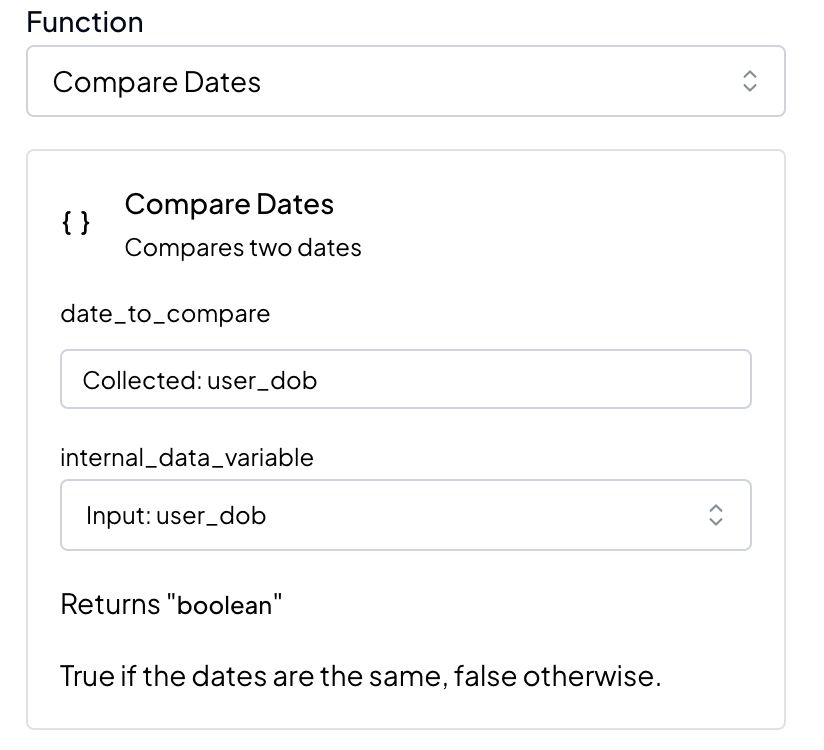 Function
Compare Dates
{ }
Compare Dates
Compares two dates
date_to_compare
Collected: user_dob
internal_data_variable
Input: user_dob
Returns "boolean"
True if the dates are the same, false otherwise.